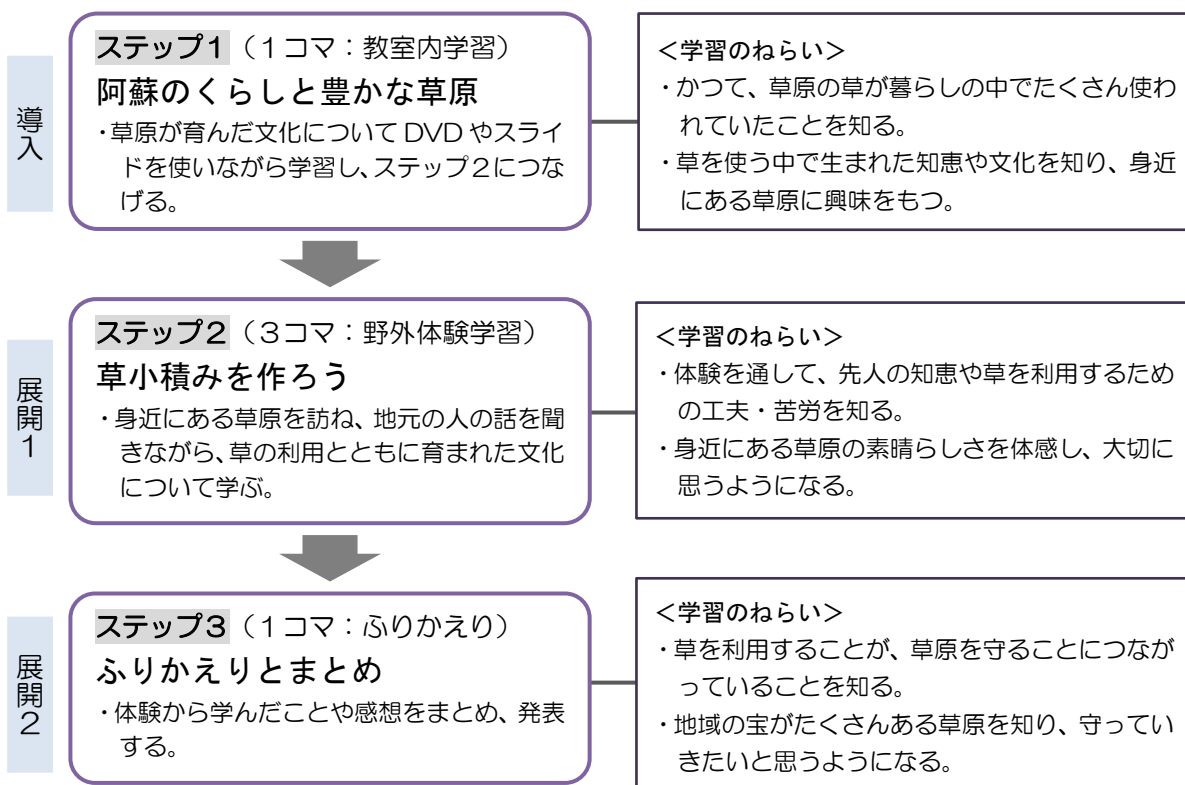 導入
ステップ1（1コマ：教室内学習）
阿蘇のくらしと豊かな草原
・草原が育んだ文化について DVD やスライ
ドを使いながら学習し、ステップ2につな
げる。
＜学習のねらい＞
・かつて、草原の草が暮らしの中でたくさん使わ
れていたことを知る。
・草を使う中で生まれた知恵や文化を知り、身近
にある草原に興味をもつ。
展開1
ステップ2（3コマ：野外体験学習）
草小積みを作ろう
・身近にある草原を訪ね、地元の人の話を聞
きながら、草の利用とともに育まれた文化
について学ぶ。
＜学習のねらい＞
・体験を通して、先人の知恵や草を利用するため
の工夫・苦労を知る。
・身近にある草原の素晴らしさを体感し、大切に
思うようになる。
展開2
ステップ3（1コマ：ふりかえり）
ふりかえりとまとめ
・体験から学んだことや感想をまとめ、発表
する。
＜学習のねらい＞
・草を利用することが、草原を守ることにつなが
っていることを知る。
・地域の宝がたくさんある草原を知り、守ってい
きたいと思うようになる。